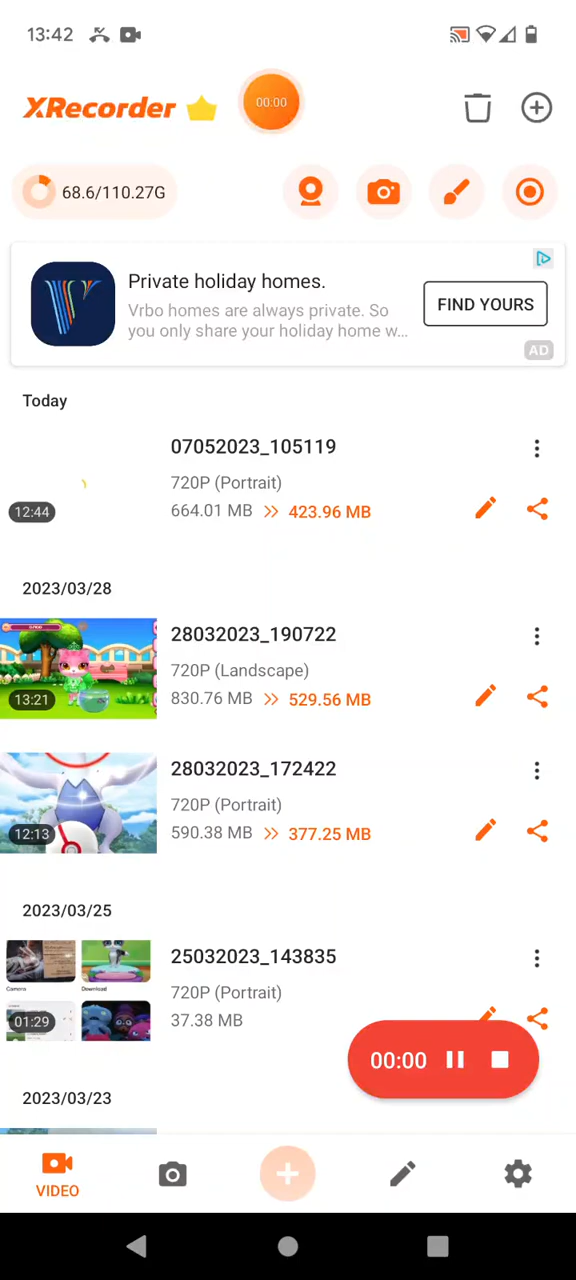 13:42
XRecorder
00:00
68.6/110.27G
Private holiday homes.
Vrbo homes are always private. So
you only share your holiday home w...
FIND YOURS
AD
Today
07052023_105119
720P (Portrait)
664.01 MB >> 423.96 MB
12:44
2023/03/28
28032023_190722
720P (Landscape)
830.76 MB >> 529.56 MB
13:21
28032023_172422
720P (Portrait)
590.38 MB >> 377.25 MB
12:13
2023/03/25
25032023_143835
720P (Portrait)
37.38 MB
Camera
Download
01:29
00:00
2023/03/23
VIDEO